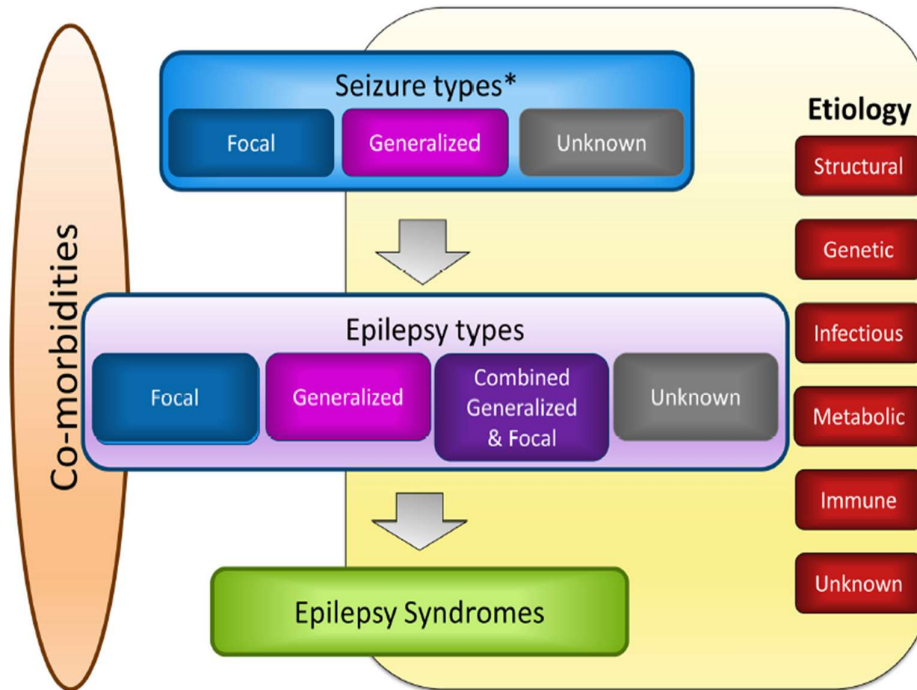 Co-morbidities
Seizure types*
Focal
Generalized
Unknown
Epilepsy types
Focal
Generalized
Combined
Generalized
& Focal
Unknown
Epilepsy Syndromes
Etiology
Structural
Genetic
Infectious
Metabolic
Immune
Unknown